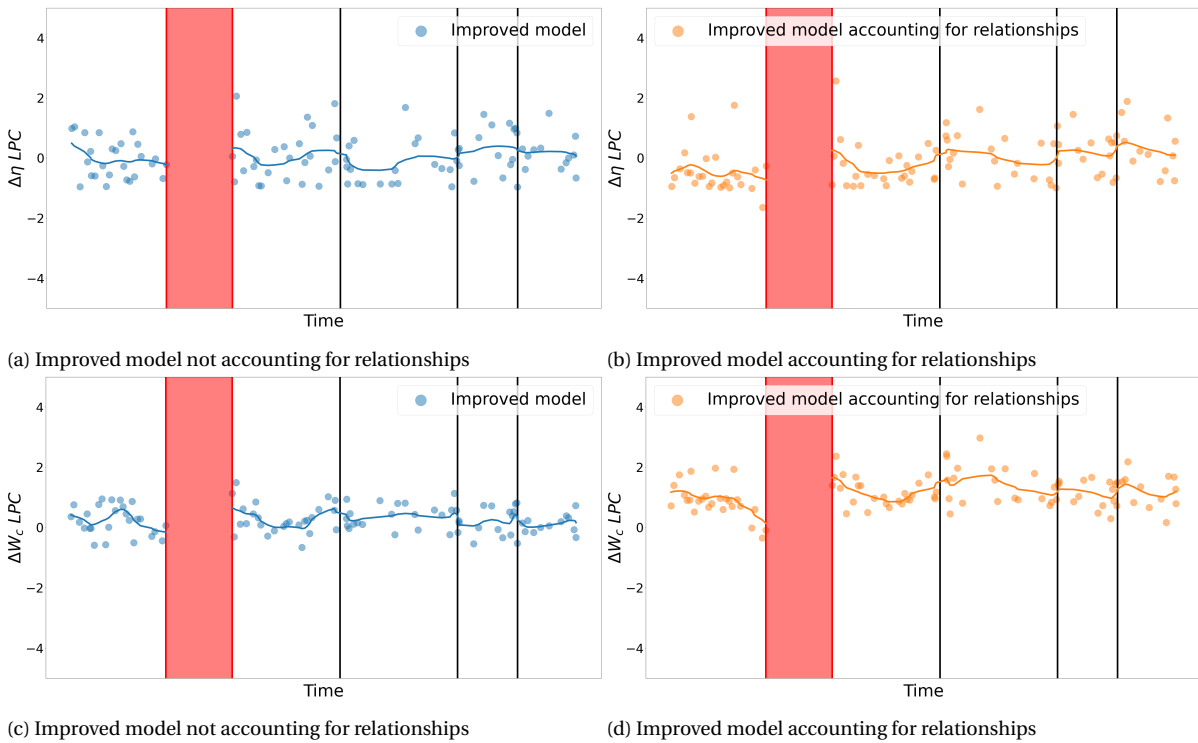 4
2
0
−2
−4
Δη LPC
Improved model
Time
4
2
0
−2
−4
Δη LPC
Improved model accounting for relationships
Time
(a) Improved model not accounting for relationships
(b) Improved model accounting for relationships
4
2
0
−2
−4
ΔWc LPC
Improved model
Time
4
2
0
−2
−4
ΔWc LPC
Improved model accounting for relationships
Time
(c) Improved model not accounting for relationships
(d) Improved model accounting for relationships